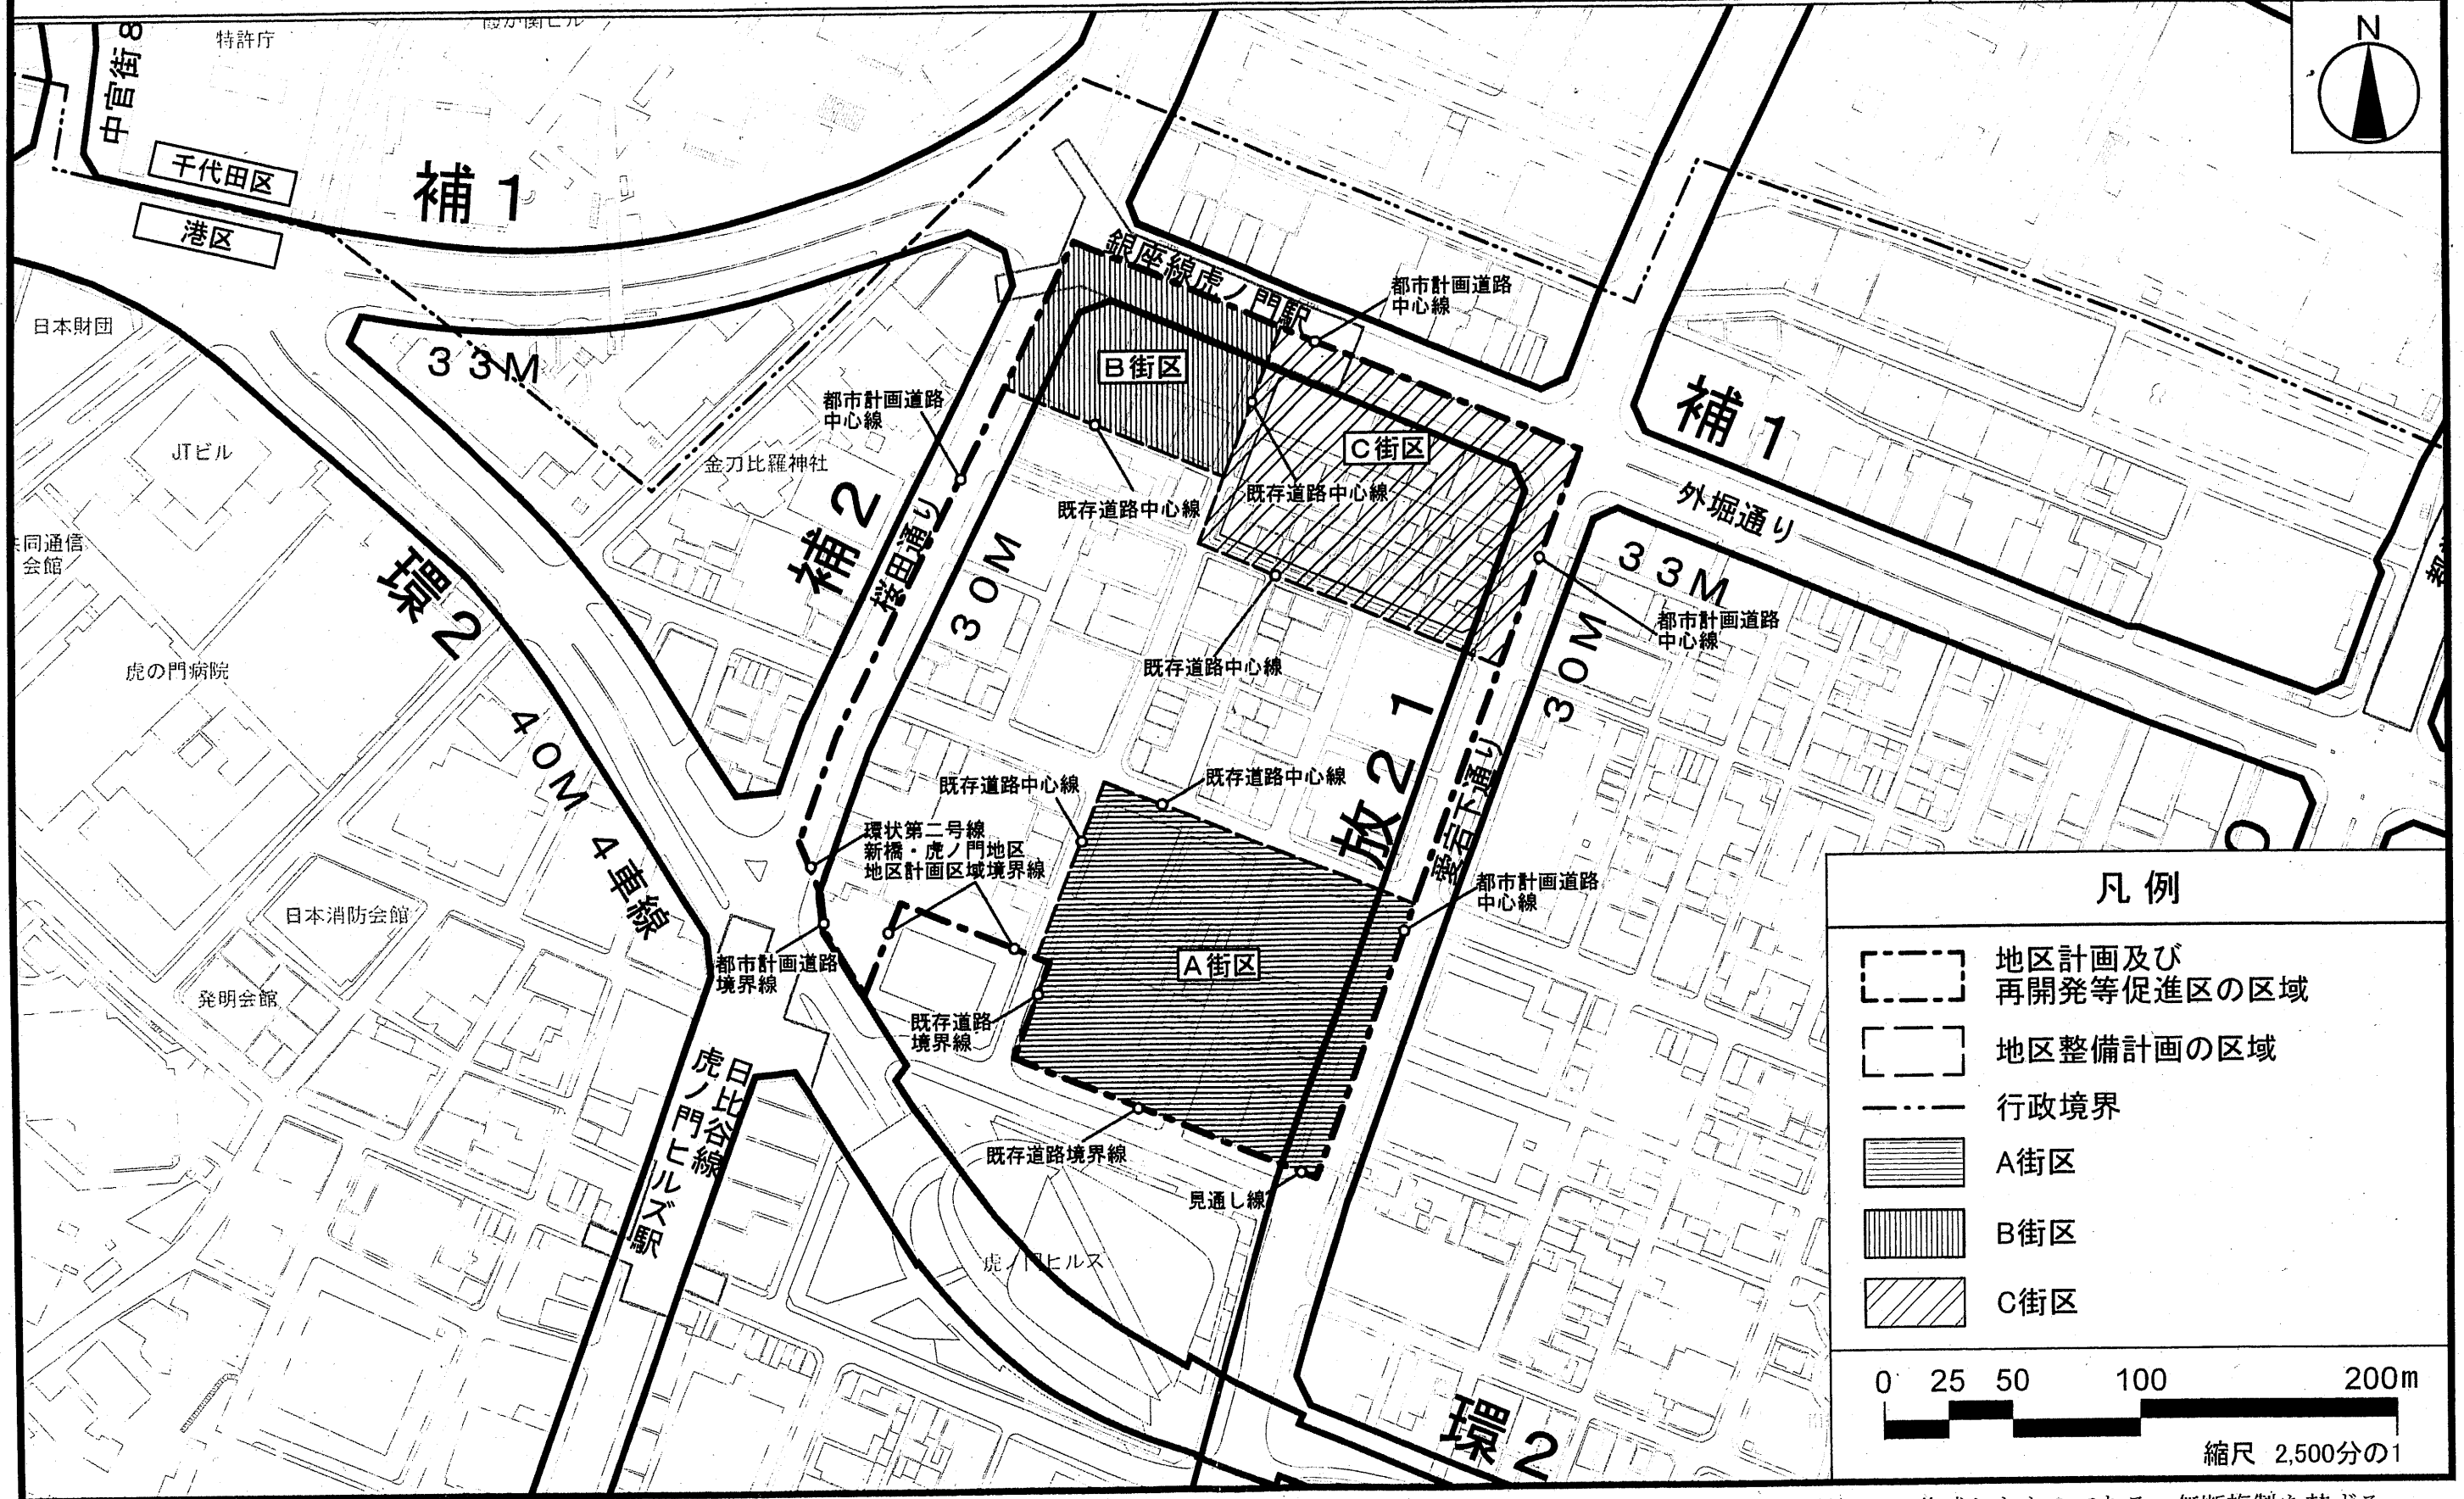 霞が関ビル
特許庁
中官街8
N
千代田区
港区
補1
銀座線虎ノ門駅
都市計画道路
中心線
日本財団
33M
B街区
都市計画道路
中心線
C街区
補1
JTビル
金刀比羅神社
既存道路中心線
既存道路中心線
外堀通り
補2
桜田通り
30M
33M
共同通信
会館
環2
都市計画道路
中心線
虎の門病院
既存道路中心線
30M
40M 4車線
放21
愛宕下通り
既存道路中心線
既存道路中心線
環状第二号線
新橋・虎ノ門地区
地区計画区域境界線
都市計画道路
中心線
日本消防会館
都市計画道路
境界線
A街区
発明会館
既存道路
境界線
日比谷線
虎ノ門ヒルズ駅
既存道路境界線
見通し線
虎ノ門ヒルズ
環2
凡例
地区計画及び
再開発等促進区の区域
地区整備計画の区域
行政境界
A街区
B街区
C街区
0 25 50 100 200m
縮尺 2,500分の1